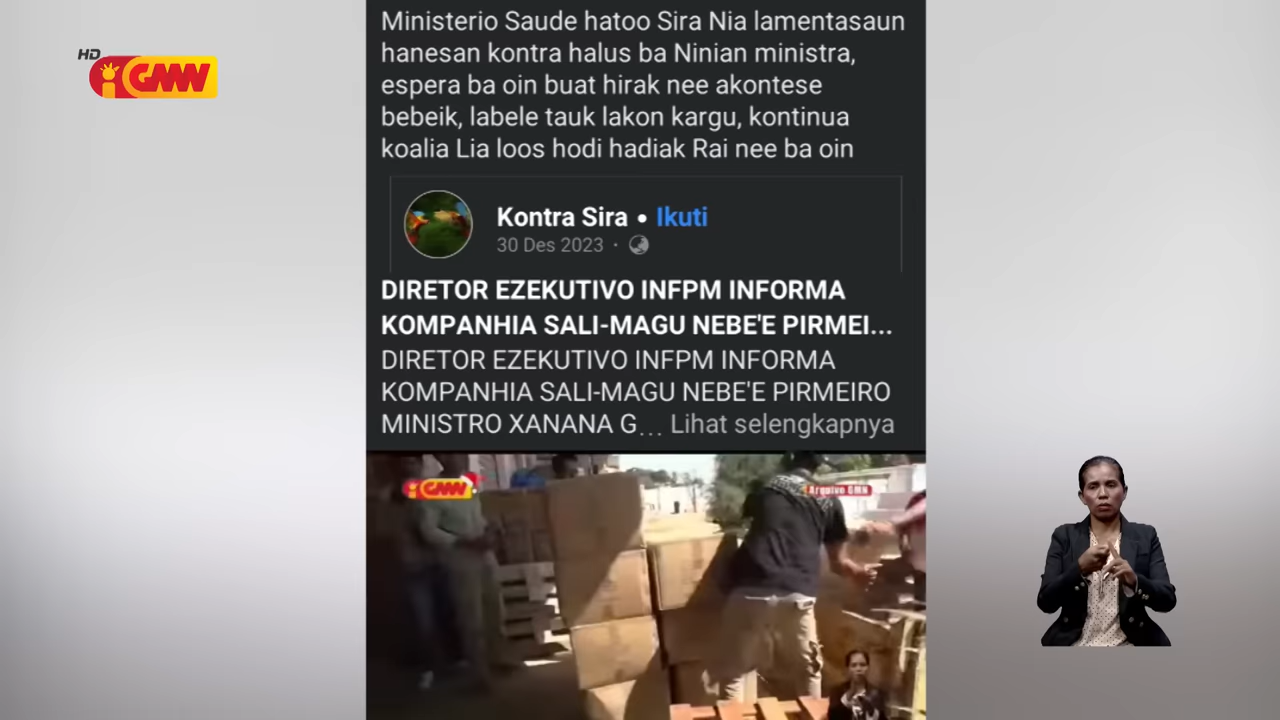 Ministerio Saude hatoo Sira Nia lamentasaun
hanesan kontra halus ba Ninian ministra,
espera ba oin buat hirak nee akontese
bebeik, labele tauk lakon kargu, kontinua
koalia Lia loos hodi hadiak Rai nee ba oin
HD
GMN
Kontra Sira • Ikuti
30 Des 2023 ·
DIRETOR EZEKUTIVO INFPM INFORMA
KOMPANHIA SALI-MAGU NEBE'E PIRMEI...
DIRETOR EZEKUTIVO INFPM INFORMA
KOMPANHIA SALI-MAGU NEBE'E PIRMEIRO
MINISTRO XANANA G... Lihat selengkapnya
GMN
Arquivo GMN